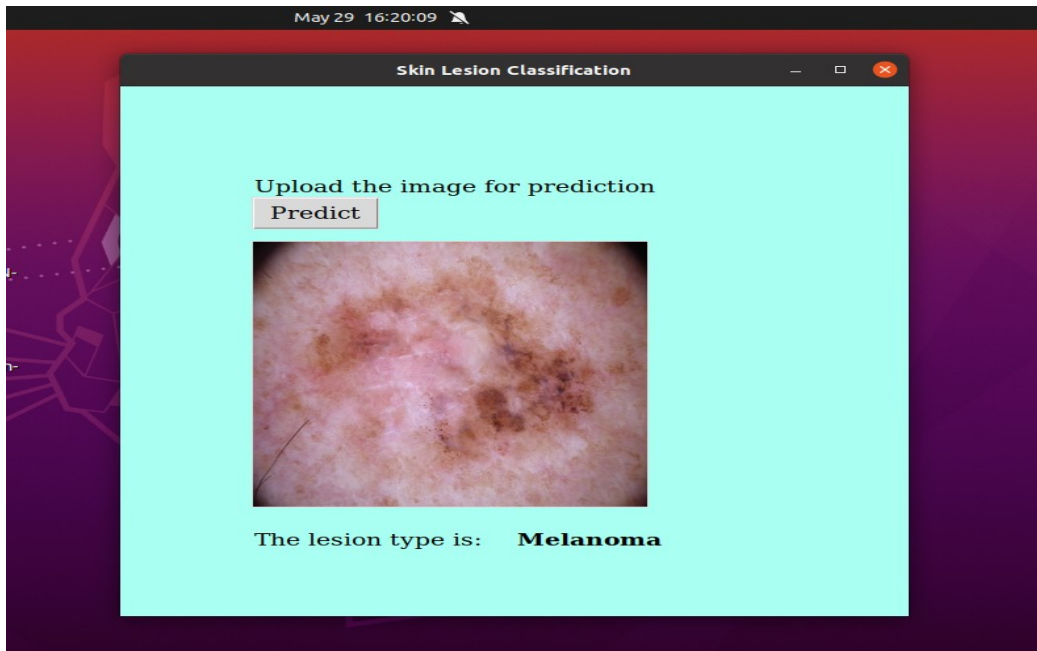 May 29 16:20:09
Skin Lesion Classification
Upload the image for prediction
Predict
The lesion type is: Melanoma